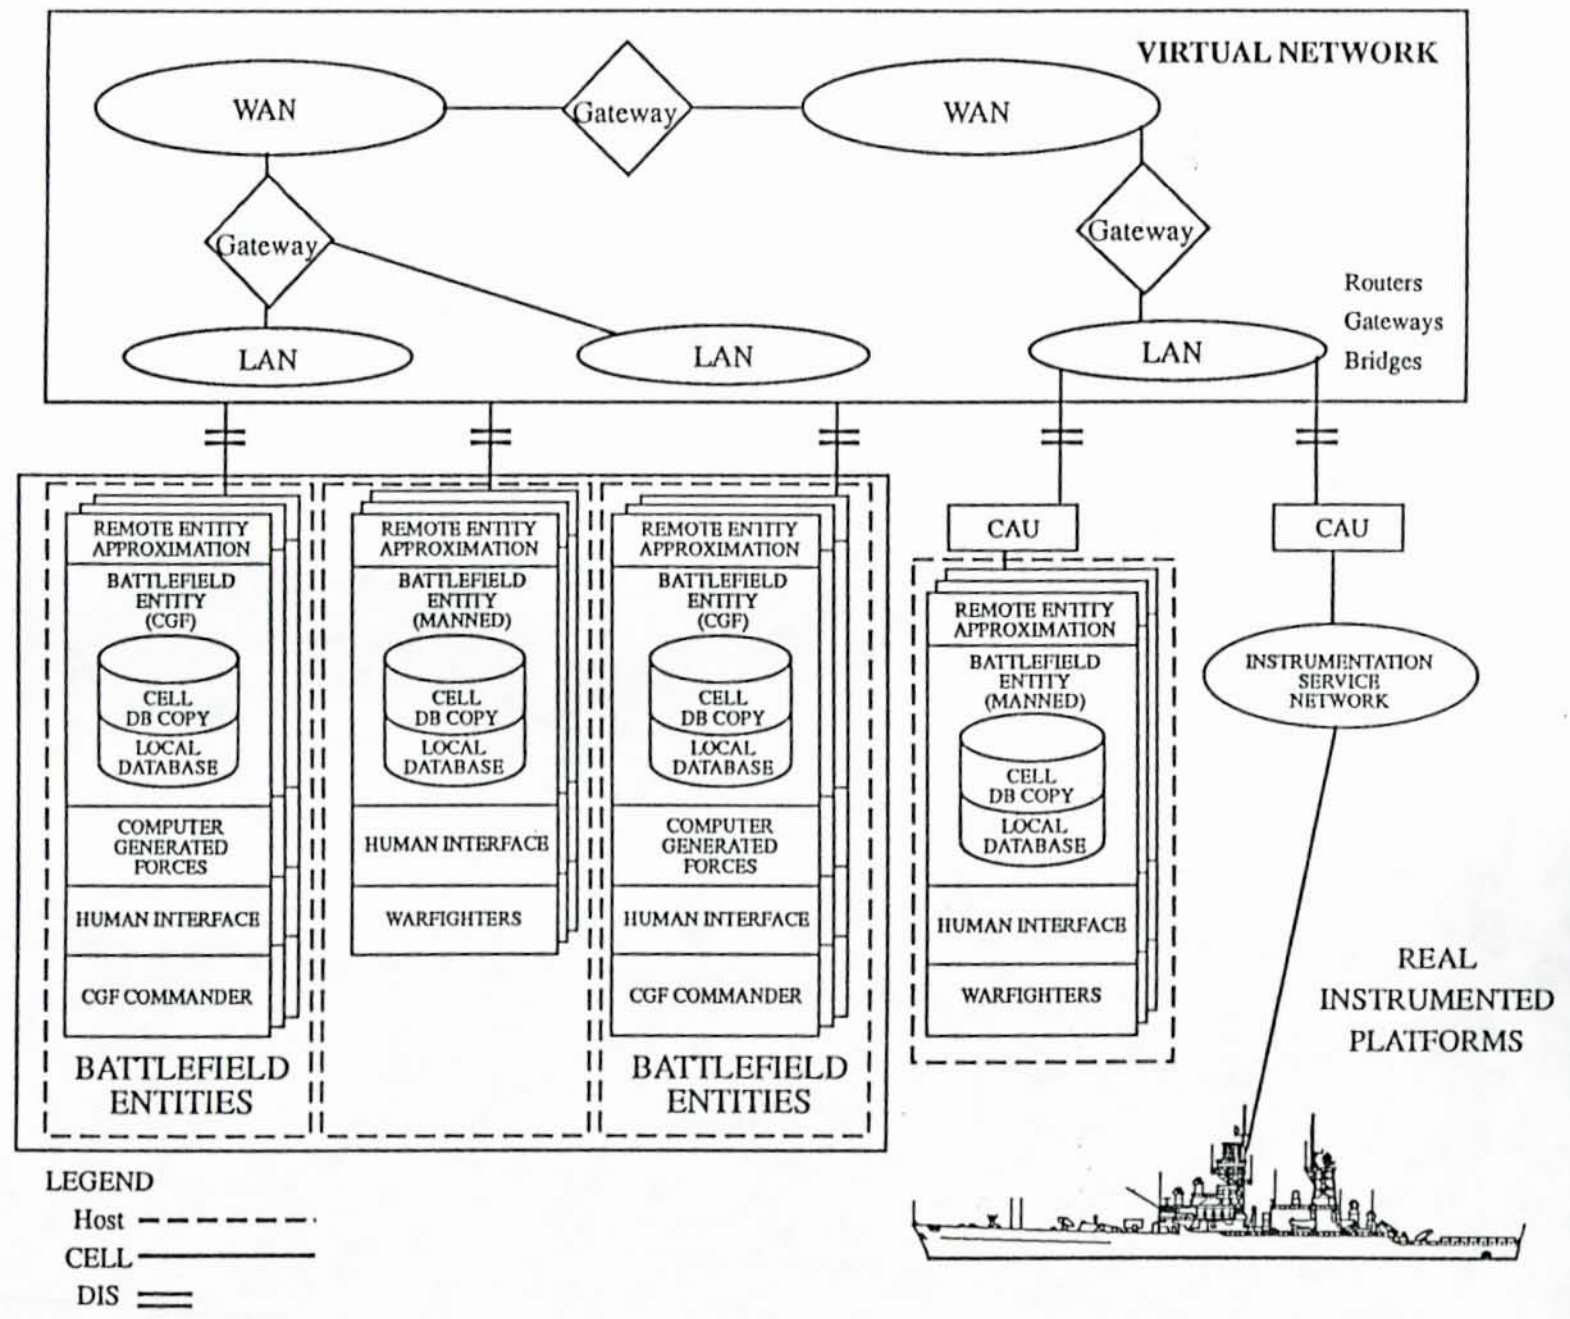 VIRTUAL NETWORK
WAN
Gateway
WAN
Gateway
Gateway
Routers
Gateways
Bridges
LAN
LAN
LAN
REMOTE ENTITY
APPROXIMATION
BATTLEFIELD
ENTITY
(CGF)
CELL
DB COPY
LOCAL
DATABASE
COMPUTER
GENERATED
FORCES
HUMAN INTERFACE
CGF COMMANDER
BATTLEFIELD
ENTITIES
REMOTE ENTITY
APPROXIMATION
BATTLEFIELD
ENTITY
(MANNED)
CELL
DB COPY
LOCAL
DATABASE
HUMAN INTERFACE
WARFIGHTERS
REMOTE ENTITY
APPROXIMATION
BATTLEFIELD
ENTITY
(CGF)
CELL
DB COPY
LOCAL
DATABASE
COMPUTER
GENERATED
FORCES
HUMAN INTERFACE
CGF COMMANDER
BATTLEFIELD
ENTITIES
CAU
REMOTE ENTITY
APPROXIMATION
BATTLEFIELD
ENTITY
(MANNED)
CELL
DB COPY
LOCAL
DATABASE
HUMAN INTERFACE
WARFIGHTERS
CAU
INSTRUMENTATION
SERVICE
NETWORK
REAL
INSTRUMENTED
PLATFORMS
LEGEND
Host
CELL
DIS